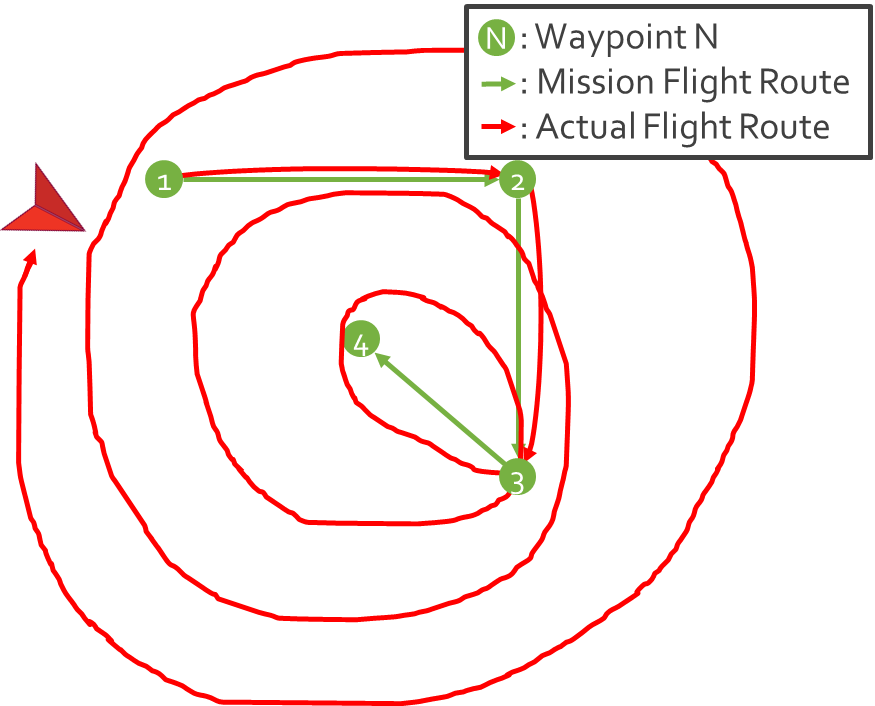 N : Waypoint N
: Mission Flight Route
: Actual Flight Route
1
2
4
3